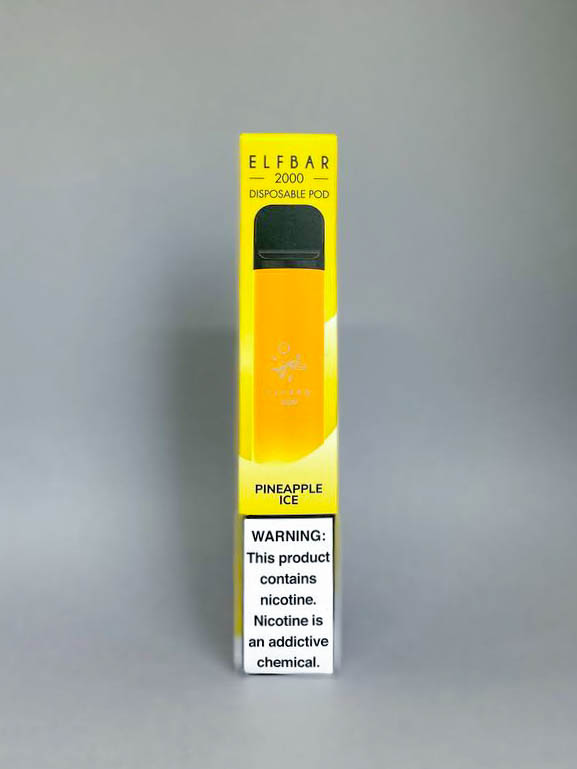 ELFBAR
2000
DISPOSABLE POD
PINEAPPLE
ICE
WARNING:
This product
contains
nicotine.
Nicotine is
an addictive
chemical.